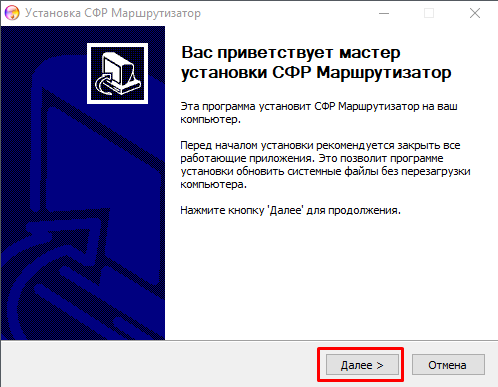 Установка СФР Маршрутизатор
Вас приветствует мастер
установки СФР Маршрутизатор
Эта программа установит СФР Маршрутизатор на ваш
компьютер.
Перед началом установки рекомендуется закрыть все
работающие приложения. Это позволит программе
установки обновить системные файлы без перезагрузки
компьютера.
Нажмите кнопку 'Далее' для продолжения.
Далее >
Отмена